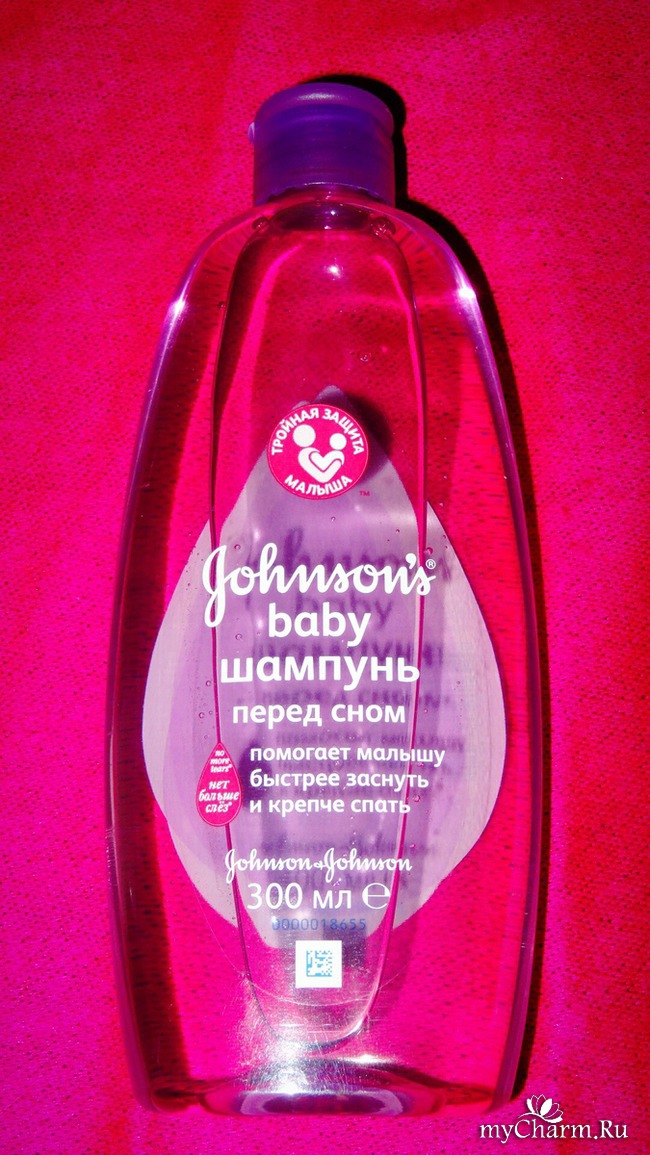 ТРОЙНАЯ ЗАЩИТА
МАЛЫША
™
Johnson's®
baby
шампунь
перед сном
no
more
tears®
нет
больше
слёз®
помогает малышу
быстрее заснуть
и крепче спать
Johnson & Johnson
300 мл ℮
0000018655
myCharm.Ru